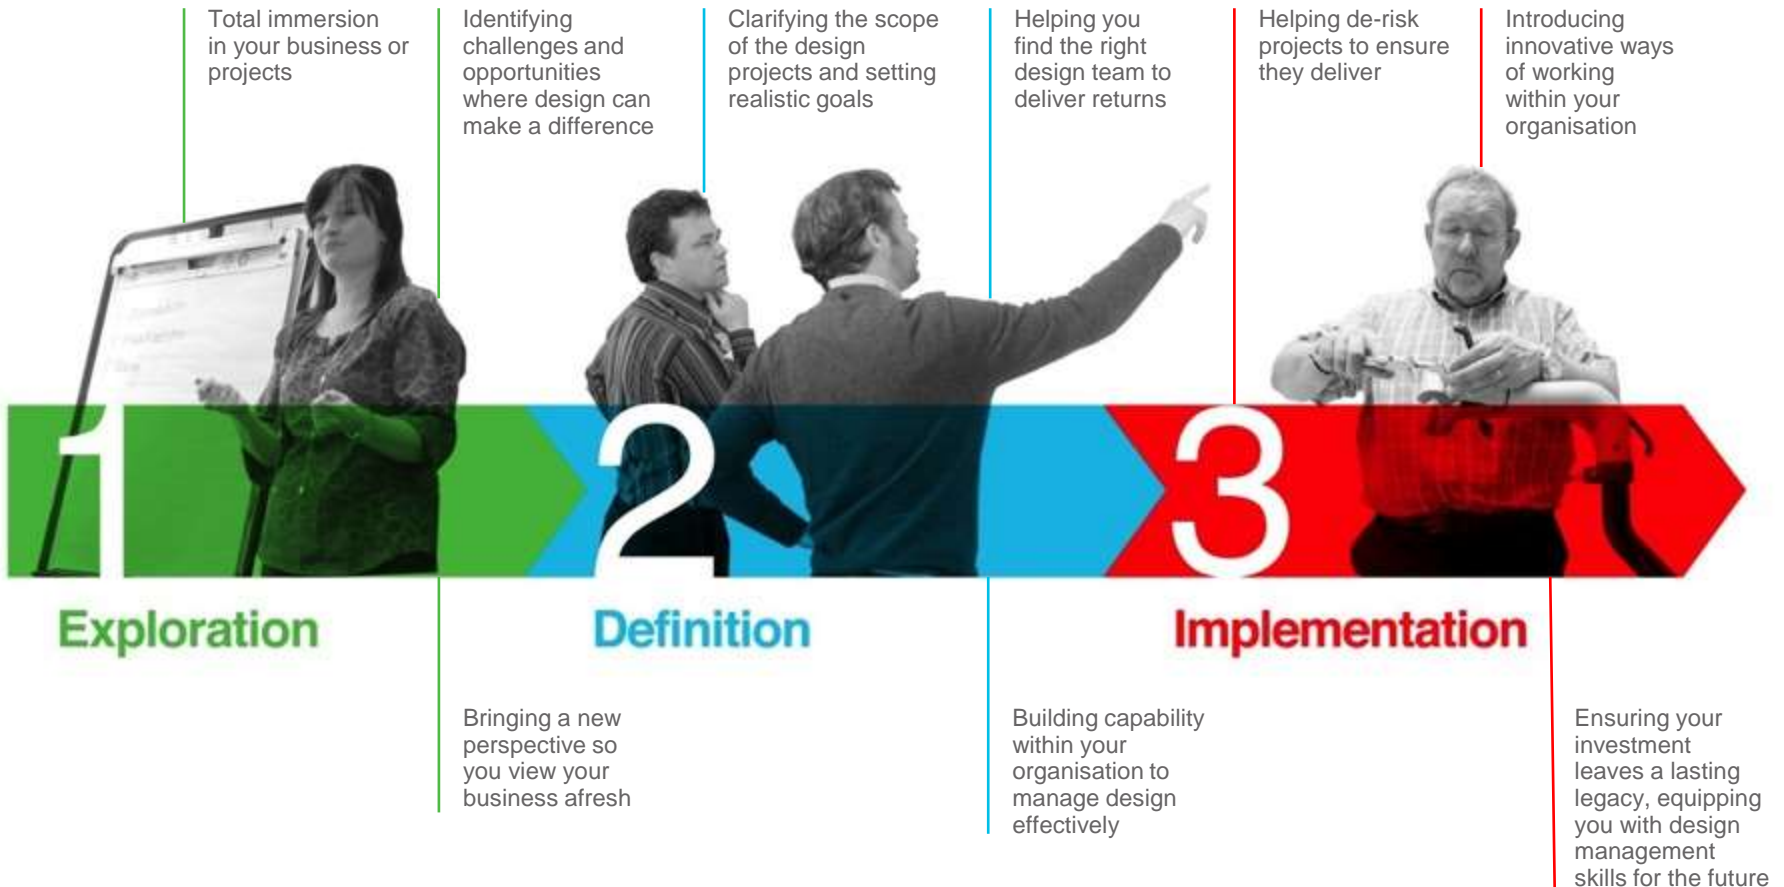 Total immersion
in your business or
projects
Identifying
challenges and
opportunities
where design can
make a difference
Clarifying the scope
of the design
projects and setting
realistic goals
Helping you
find the right
design team to
deliver returns
Helping de-risk
projects to ensure
they deliver
Introducing
innovative ways
of working
within your
organisation
1
2
3
Exploration
Definition
Implementation
Bringing a new
perspective so
you view your
business afresh
Building capability
within your
organisation to
manage design
effectively
Ensuring your
investment
leaves a lasting
legacy, equipping
you with design
management
skills for the future